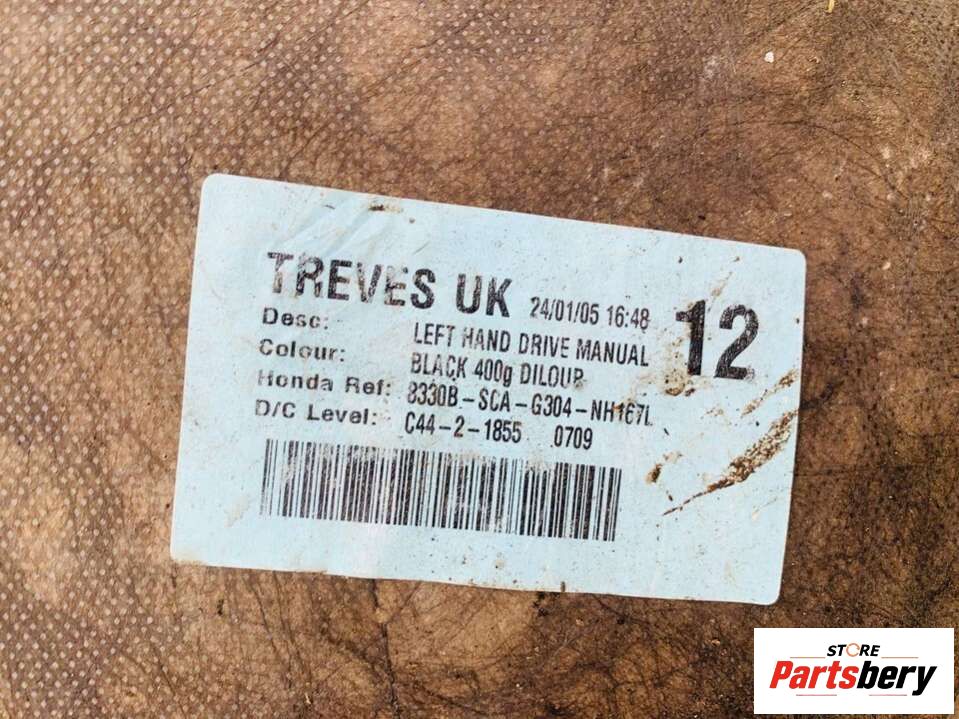 TREVES UK 24/01/05 16:48 12
Desc: LEFT HAND DRIVE MANUAL
Colour: BLACK 400g DILOUR
Honda Ref: 8330B-SCA-G304-NH167L
D/C Level: C44-2-1855 0709
STORE
Partsbery